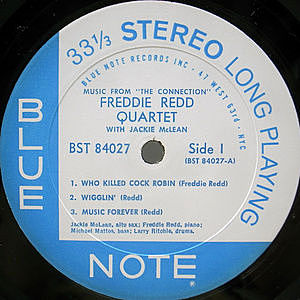 33 1/3 STEREO LONG PLAYING
BLUE NOTE RECORDS INC · 47 WEST 63rd · NYC
MUSIC FROM "THE CONNECTION"
FREDDIE REDD
QUARTET
WITH JACKIE McLEAN
BST 84027 Side 1
(BST 84027-A)
1. WHO KILLED COCK ROBIN (Freddie Redd)
2. WIGGLIN' (Redd)
3. MUSIC FOREVER (Redd)
Jackie McLean, alto sax; Freddie Redd, piano;
Michael Mattos, bass; Larry Ritchie, drums.
BLUE
NOTE ®